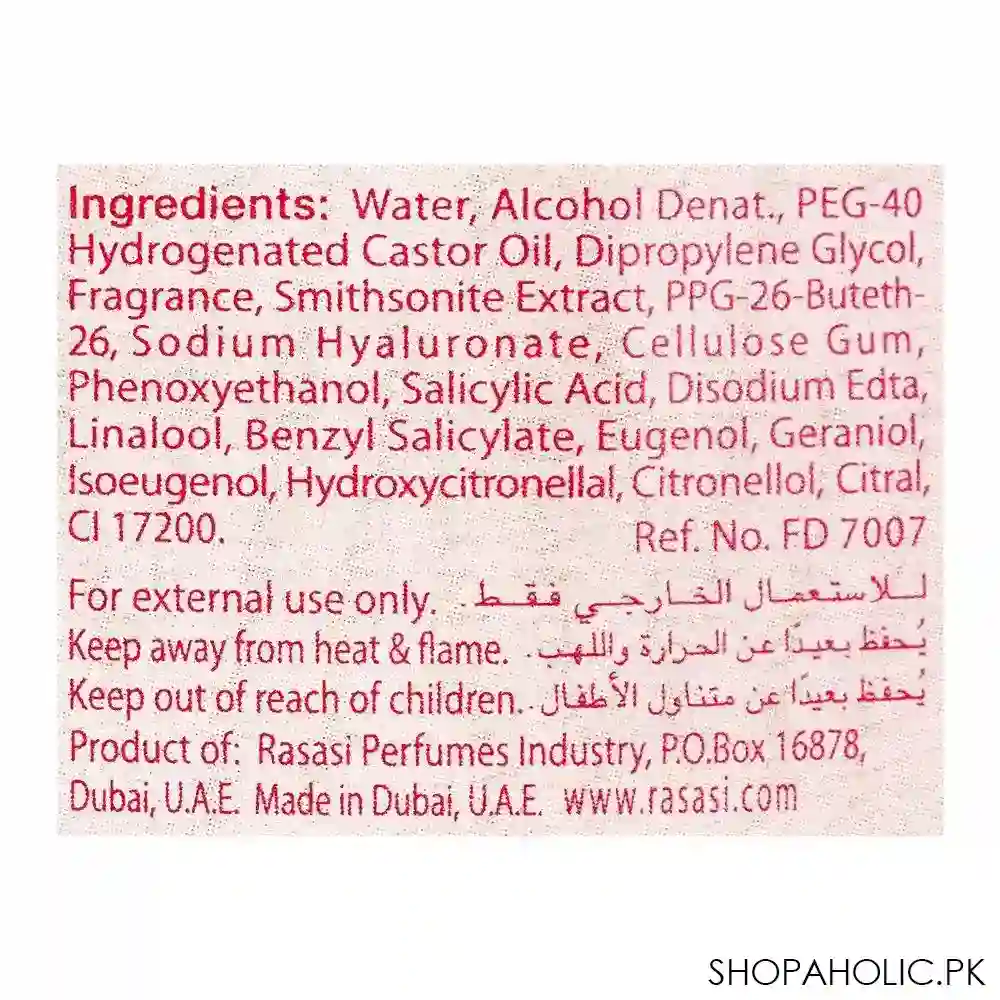 Ingredients: Water, Alcohol Denat., PEG-40
Hydrogenated Castor Oil, Dipropylene Glycol,
Fragrance, Smithsonite Extract, PPG-26-Buteth-
26, Sodium Hyaluronate, Cellulose Gum,
Phenoxyethanol, Salicylic Acid, Disodium Edta,
Linalool, Benzyl Salicylate, Eugenol, Geraniol,
Isoeugenol, Hydroxycitronellal, Citronellol, Citral,
CI 17200. Ref. No. FD 7007
For external use only. للاستعمال الخارجي فقط.
Keep away from heat & flame. يُحفظ بعيدًا عن الحرارة واللهب.
Keep out of reach of children. يُحفظ بعيدًا عن متناول الأطفال.
Product of: Rasasi Perfumes Industry, P.O.Box 16878,
Dubai, U.A.E. Made in Dubai, U.A.E. www.rasasi.com
SHOPAHOLIC.PK